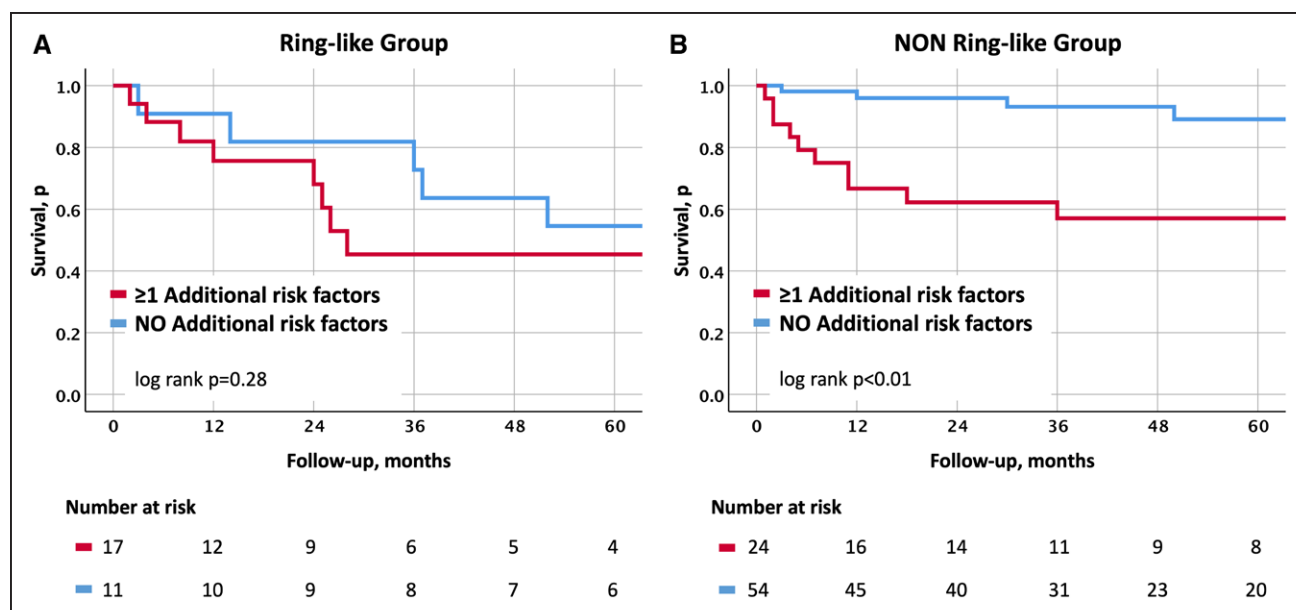 A
Ring-like Group
1.0
0.8
0.6
0.4
0.2
0.0
Survival, p
≥1 Additional risk factors
NO Additional risk factors
log rank p=0.28
0 12 24 36 48 60
Follow-up, months
Number at risk
17 12 9 6 5 4
11 10 9 8 7 6
B
NON Ring-like Group
1.0
0.8
0.6
0.4
0.2
0.0
Survival, p
≥1 Additional risk factors
NO Additional risk factors
log rank p<0.01
0 12 24 36 48 60
Follow-up, months
Number at risk
24 16 14 11 9 8
54 45 40 31 23 20